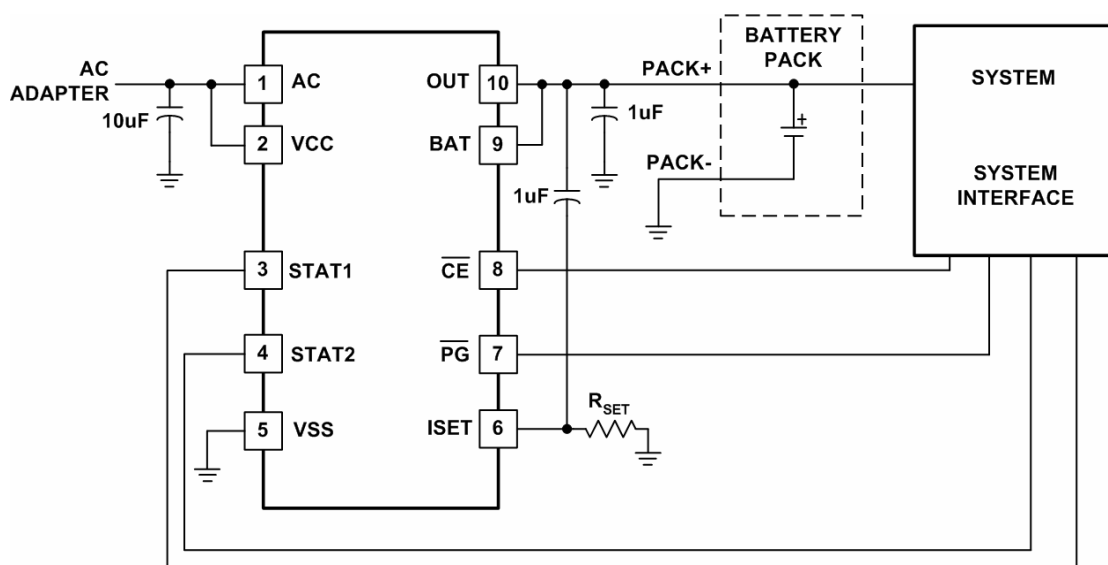 AC
ADAPTER
10uF
1
AC
2
VCC
3
STAT1
4
STAT2
5
VSS
OUT
10
BAT
9
CE
8
PG
7
ISET
6
1uF
1uF
RSET
PACK+
PACK-
BATTERY
PACK
+
SYSTEM
SYSTEM
INTERFACE